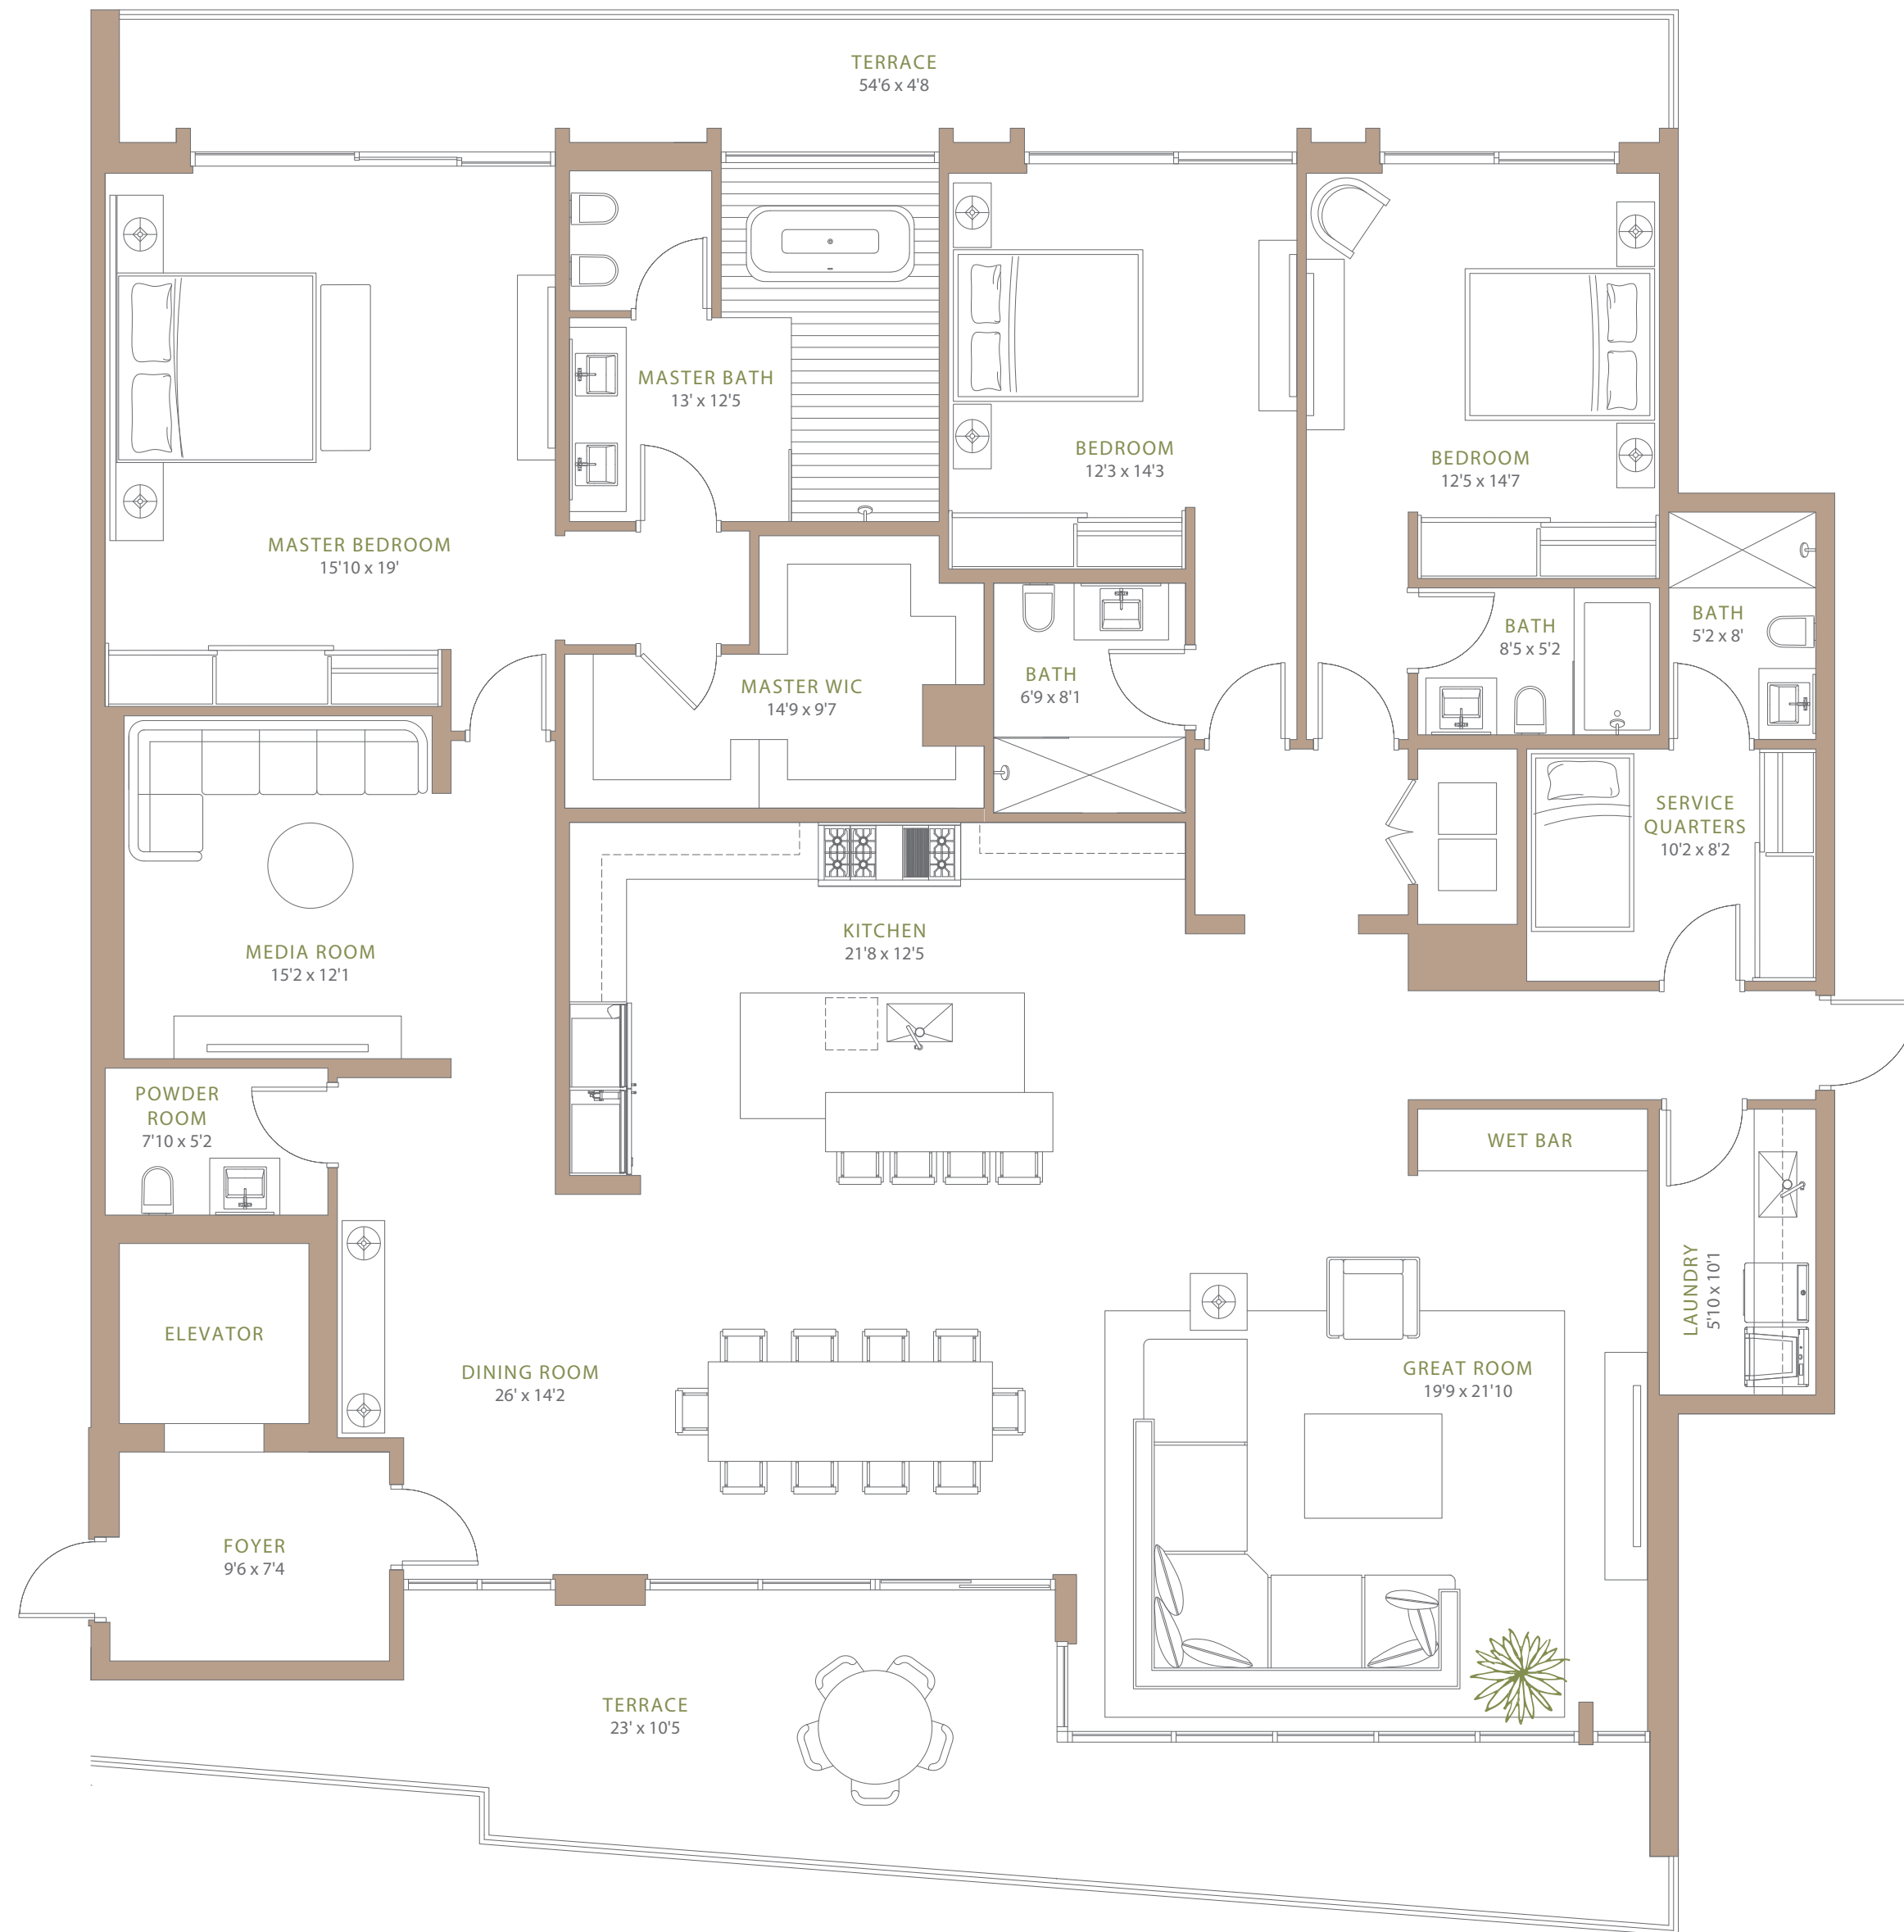 TERRACE
54'6 x 4'8
MASTER BATH
13' x 12'5
BEDROOM
12'3 x 14'3
BEDROOM
12'5 x 14'7
MASTER BEDROOM
15'10 x 19'
BATH
5'2 x 8'
BATH
8'5 x 5'2
BATH
6'9 x 8'1
MASTER WIC
14'9 x 9'7
SERVICE
QUARTERS
10'2 x 8'2
KITCHEN
21'8 x 12'5
MEDIA ROOM
15'2 x 12'1
POWDER
ROOM
7'10 x 5'2
WET BAR
LAUNDRY
5'10 x 10'1
ELEVATOR
DINING ROOM
26' x 14'2
GREAT ROOM
19'9 x 21'10
FOYER
9'6 x 7'4
TERRACE
23' x 10'5